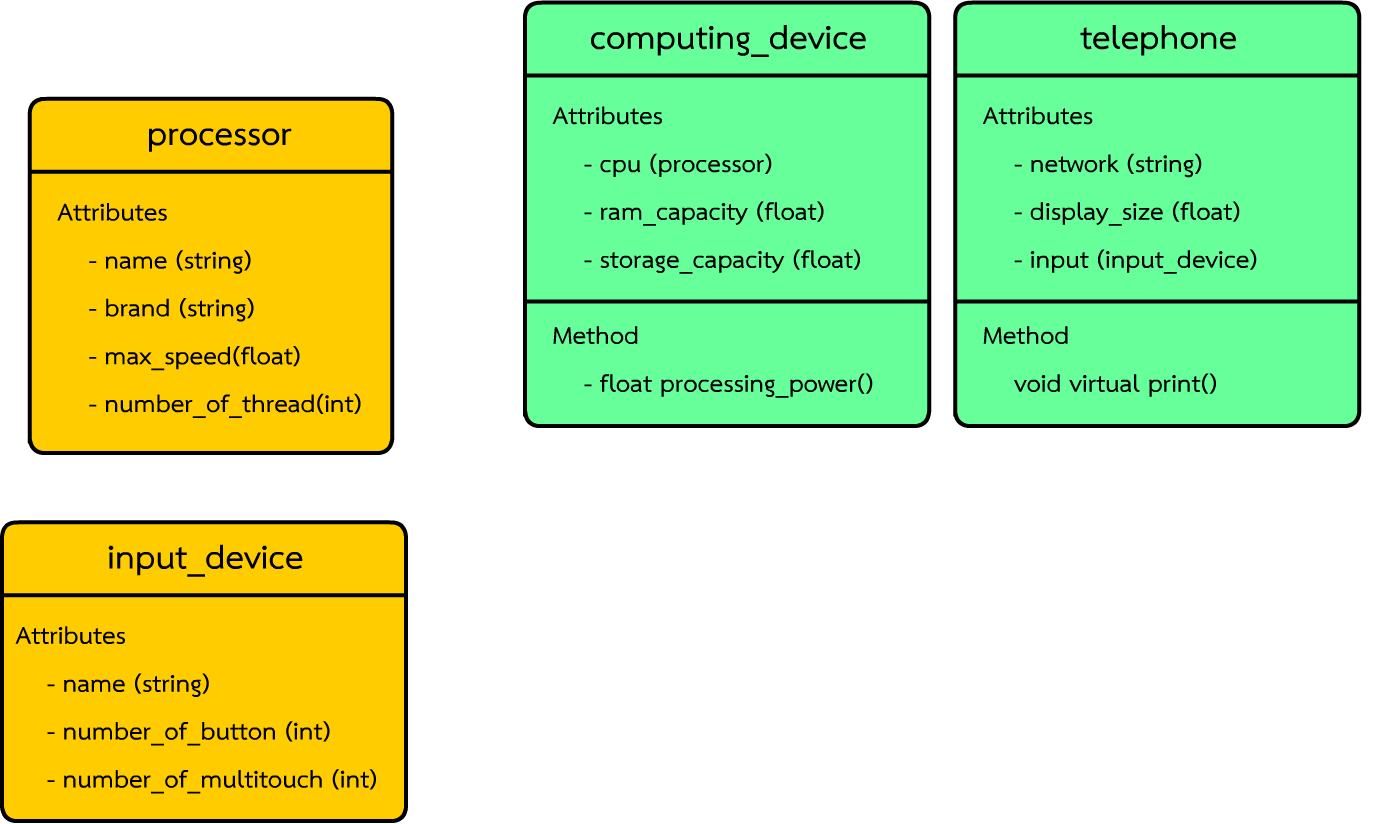 processor
Attributes
- name (string)
- brand (string)
- max_speed(float)
- number_of_thread(int)
input_device
Attributes
- name (string)
- number_of_button (int)
- number_of_multitouch (int)
computing_device
Attributes
- cpu (processor)
- ram_capacity (float)
- storage_capacity (float)
Method
- float processing_power()
telephone
Attributes
- network (string)
- display_size (float)
- input (input_device)
Method
void virtual print()